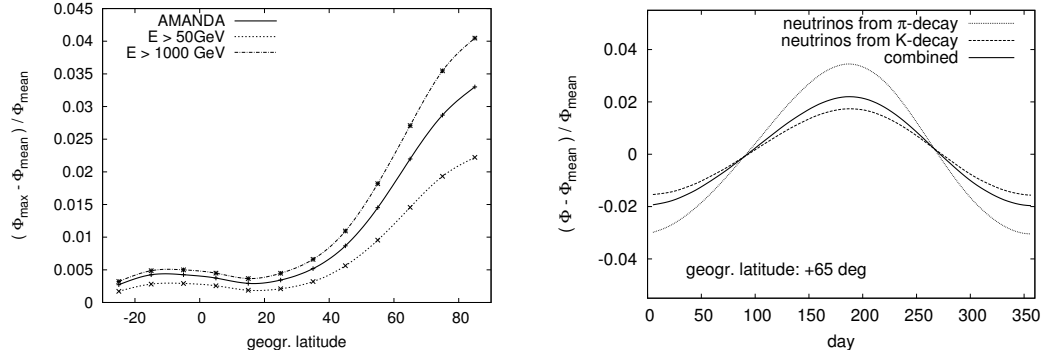 0.045
0.04
0.035
0.03
0.025
0.02
0.015
0.01
0.005
0
( Φmax - Φmean ) / Φmean
AMANDA
E > 50GeV
E > 1000 GeV
-20 0 20 40 60 80
geogr. latitude
0.04
0.02
0
-0.02
-0.04
( Φ - Φmean ) / Φmean
neutrinos from π-decay
neutrinos from K-decay
combined
geogr. latitude: +65 deg
0 50 100 150 200 250 300 350
day